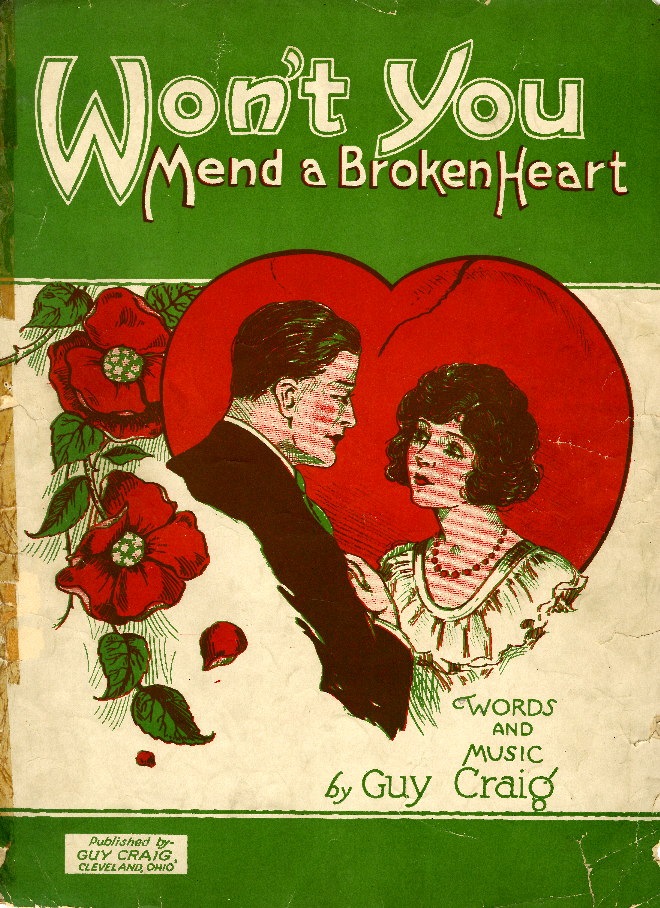 Won't You
Mend a Broken Heart
WORDS
AND
MUSIC
by Guy Craig
Published by-
GUY CRAIG,
CLEVELAND, OHIO